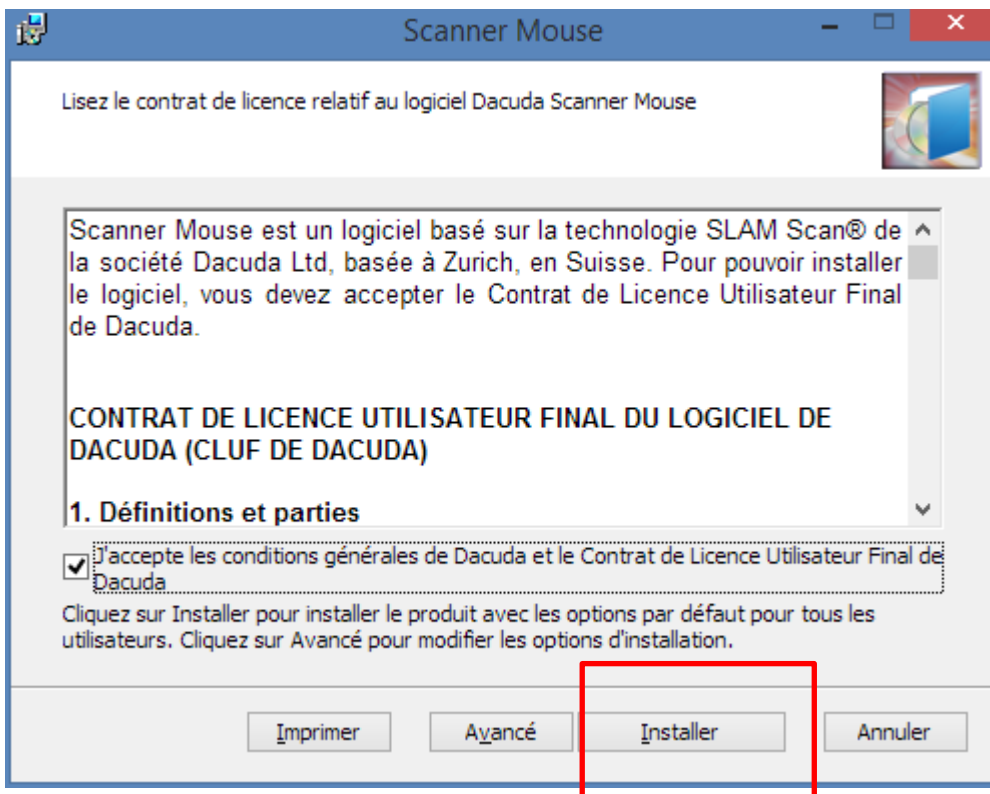 Scanner Mouse
Lisez le contrat de licence relatif au logiciel Dacuda Scanner Mouse
Scanner Mouse est un logiciel basé sur la technologie SLAM Scan® de
la société Dacuda Ltd, basée à Zurich, en Suisse. Pour pouvoir installer
le logiciel, vous devez accepter le Contrat de Licence Utilisateur Final
de Dacuda.
CONTRAT DE LICENCE UTILISATEUR FINAL DU LOGICIEL DE
DACUDA (CLUF DE DACUDA)
1. Définitions et parties
J'accepte les conditions générales de Dacuda et le Contrat de Licence Utilisateur Final de
Dacuda
Cliquez sur Installer pour installer le produit avec les options par défaut pour tous les
utilisateurs. Cliquez sur Avancé pour modifier les options d'installation.
Imprimer Avancé Installer Annuler